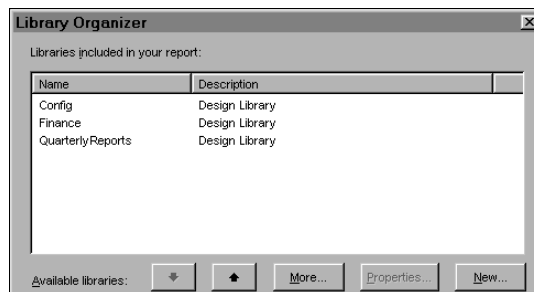 Library Organizer
Libraries included in your report:
Name Description
Config Design Library
Finance Design Library
QuarterlyReports Design Library
Available libraries: More... Properties... New...